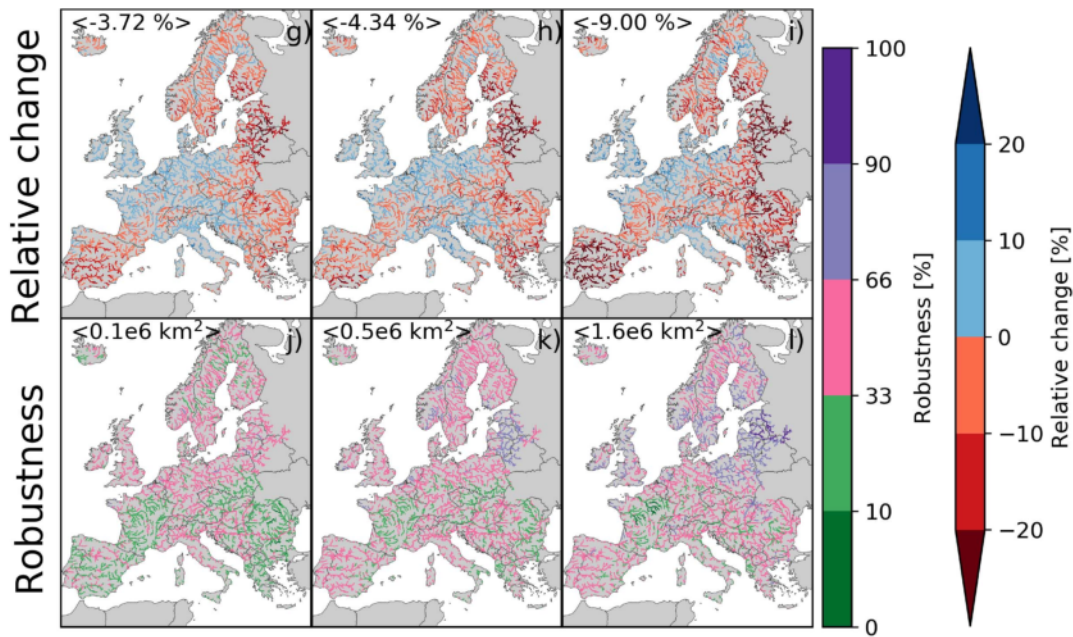 Relative change
<-3.72 %>
g)
<-4.34 %>
h)
<-9.00 %>
i)
Robustness
<0.1e6 km²>
j)
<0.5e6 km²>
k)
<1.6e6 km²>
l)
100
90
66
33
10
0
Robustness [%]
20
10
0
−10
−20
Relative change [%]